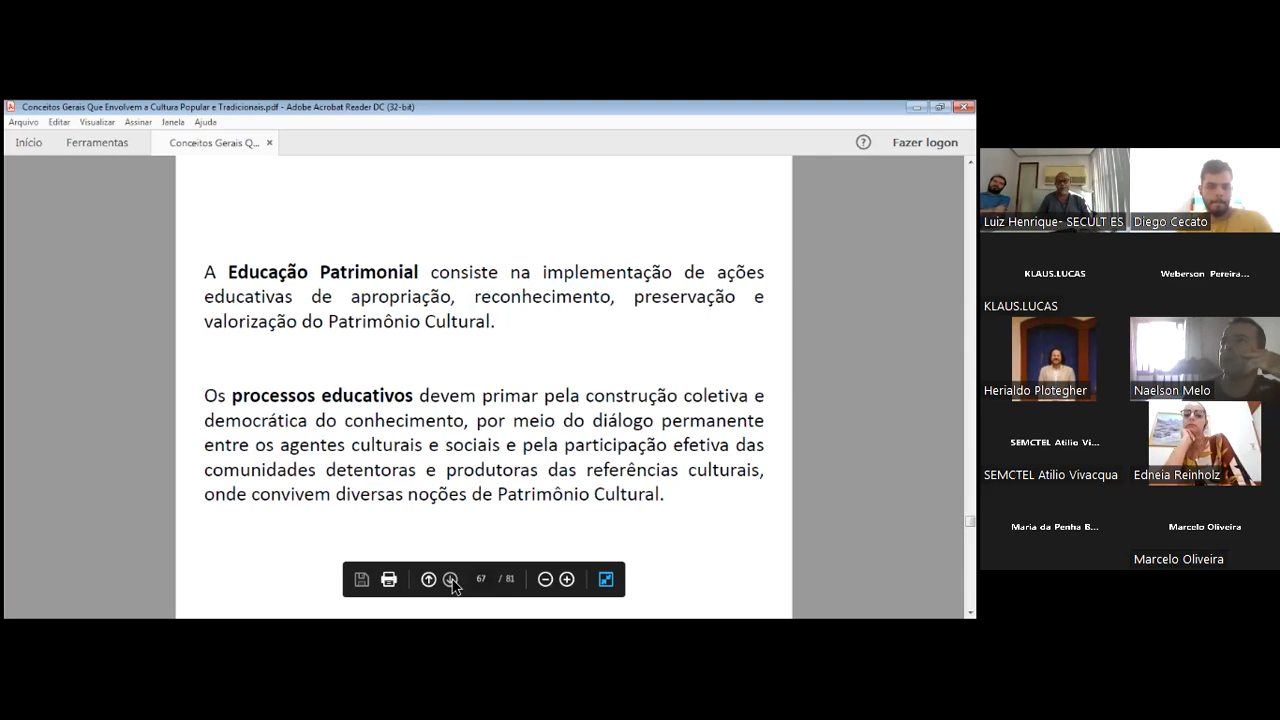 Conceitos Gerais Que Envolvem a Cultura Popular e Tradicionais.pdf - Adobe Acrobat Reader DC (32-bit)
Arquivo Editar Visualizar Assinar Janela Ajuda
Início Ferramentas Conceitos Gerais Q... × ? Fazer logon
A Educação Patrimonial consiste na implementação de ações
educativas de apropriação, reconhecimento, preservação e
valorização do Patrimônio Cultural.
Os processos educativos devem primar pela construção coletiva e
democrática do conhecimento, por meio do diálogo permanente
entre os agentes culturais e sociais e pela participação efetiva das
comunidades detentoras e produtoras das referências culturais,
onde convivem diversas noções de Patrimônio Cultural.
67 / 81
Luiz Henrique- SECULT ES
Diego Cecato
KLAUS.LUCAS
Weberson Pereira...
KLAUS.LUCAS
Herialdo Plotegher
Naelson Melo
SEMCTEL Atilio Vi...
SEMCTEL Atilio Vivacqua
Edneia Reinholz
Maria da Penha B...
Marcelo Oliveira
Marcelo Oliveira